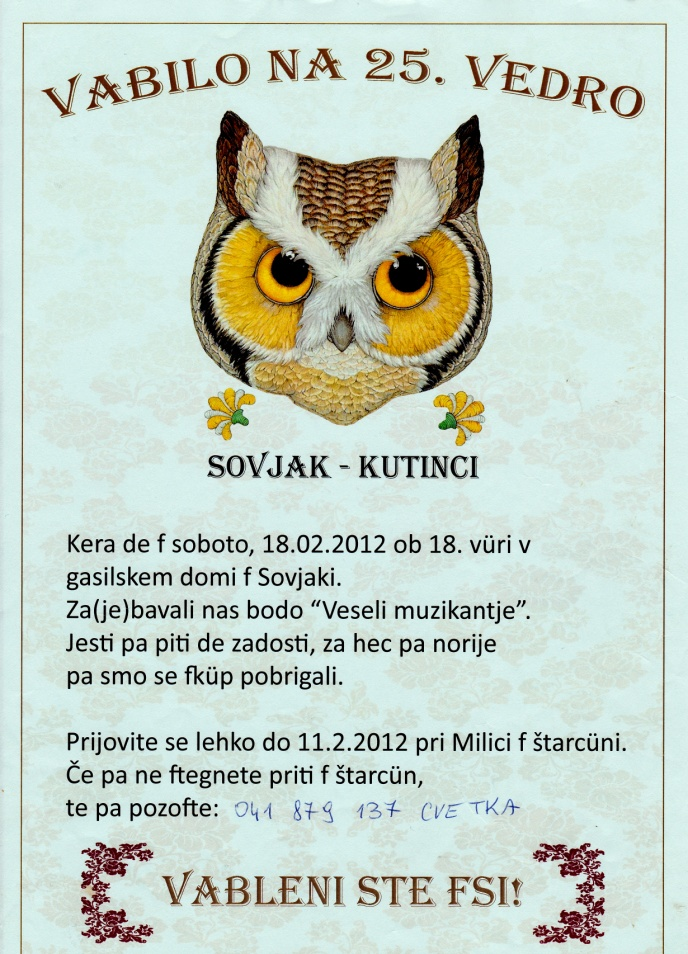 VABILO NA 25. VEDRO
SOVJAK - KUTINCI
Kera de f soboto, 18.02.2012 ob 18. vüri v
gasilskem domi f Sovjaki.
Za(je)bavali nas bodo “Veseli muzikantje”.
Jesti pa piti de zadosti, za hec pa norije
pa smo se fküp pobrigali.
Prijovite se lehko do 11.2.2012 pri Milici f štarcüni.
Če pa ne ftegnete priti f štarcün,
te pa pozofte: 041 879 137 CVETKA
VABLENI STE FSI!